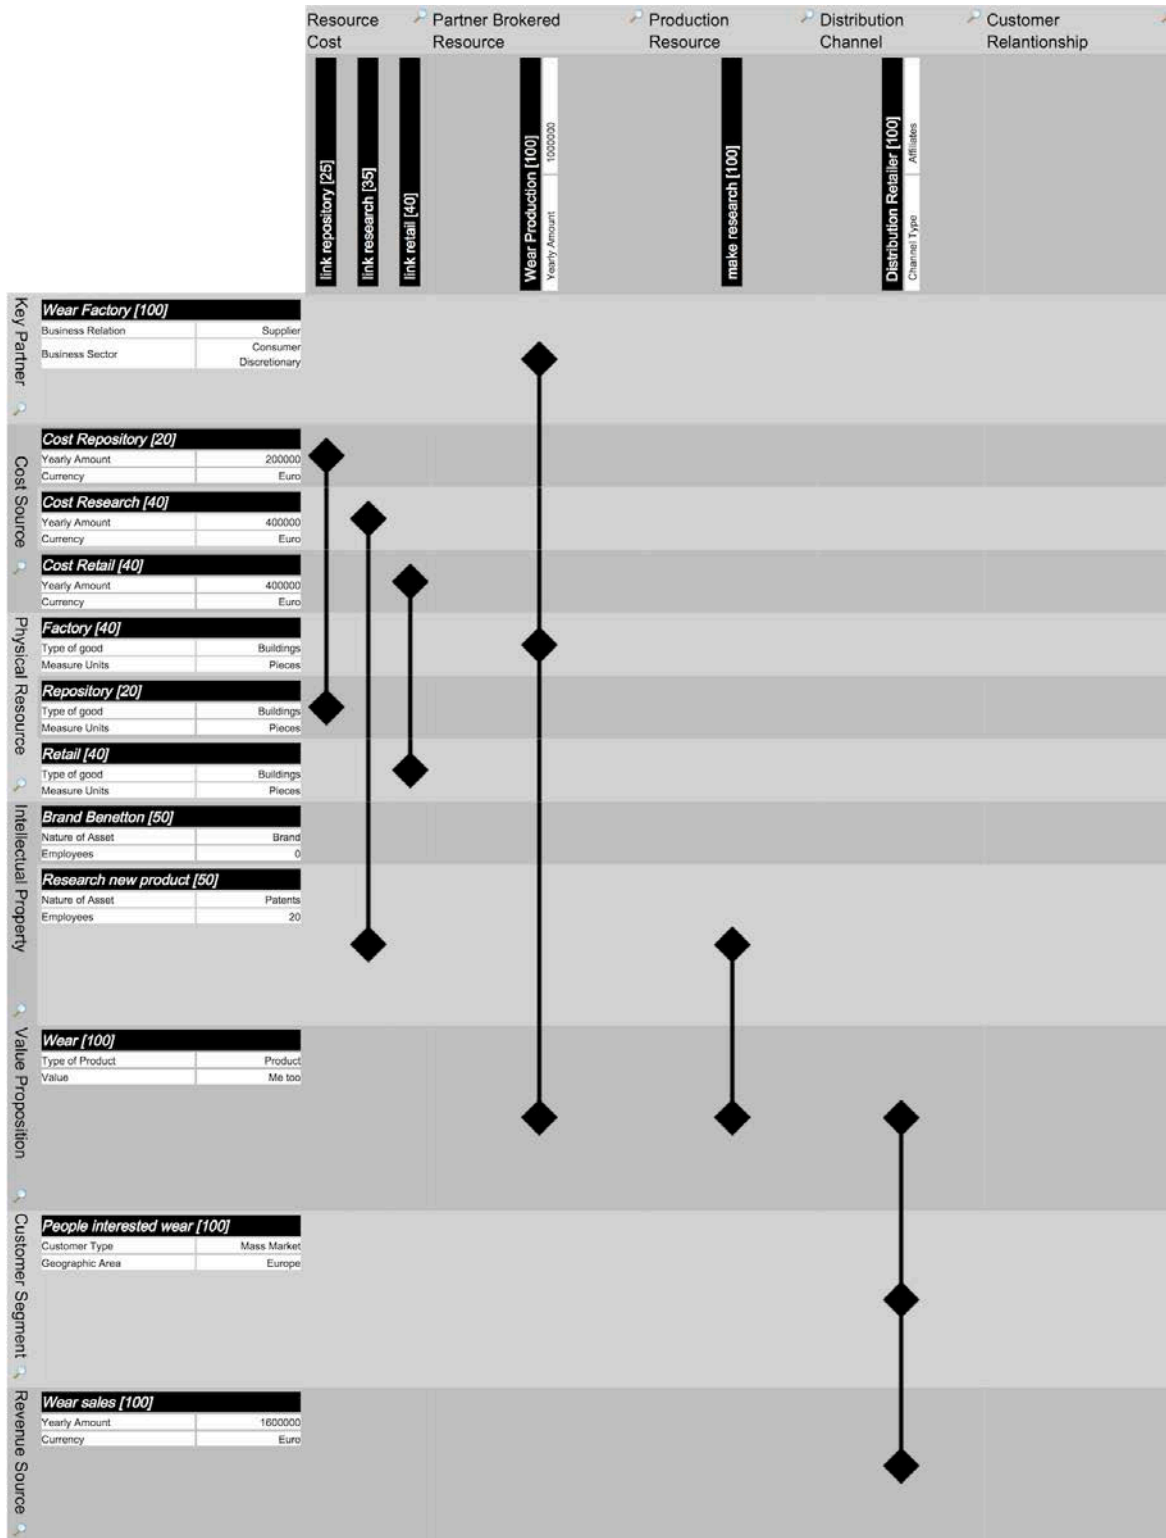 Resource Cost
Partner Brokered Resource
Production Resource
Distribution Channel
Customer Relantionship
link repository [25]
link research [35]
link retail [40]
Wear Production [100]
Yearly Amount 1000000
make research [100]
Distribution Retailer [100]
Channel Type Affiliates
Key Partner
Wear Factory [100]
Business Relation Supplier
Business Sector Consumer Discretionary
Cost Source
Cost Repository [20]
Yearly Amount 200000
Currency Euro
Cost Research [40]
Yearly Amount 400000
Currency Euro
Cost Retail [40]
Yearly Amount 400000
Currency Euro
Physical Resource
Factory [40]
Type of good Buildings
Measure Units Pieces
Repository [20]
Type of good Buildings
Measure Units Pieces
Retail [40]
Type of good Buildings
Measure Units Pieces
Intellectual Property
Brand Benetton [50]
Nature of Asset Brand
Employees 0
Research new product [50]
Nature of Asset Patents
Employees 20
Value Proposition
Wear [100]
Type of Product Product
Value Me too
Customer Segment
People interested wear [100]
Customer Type Mass Market
Geographic Area Europe
Revenue Source
Wear sales [100]
Yearly Amount 1600000
Currency Euro